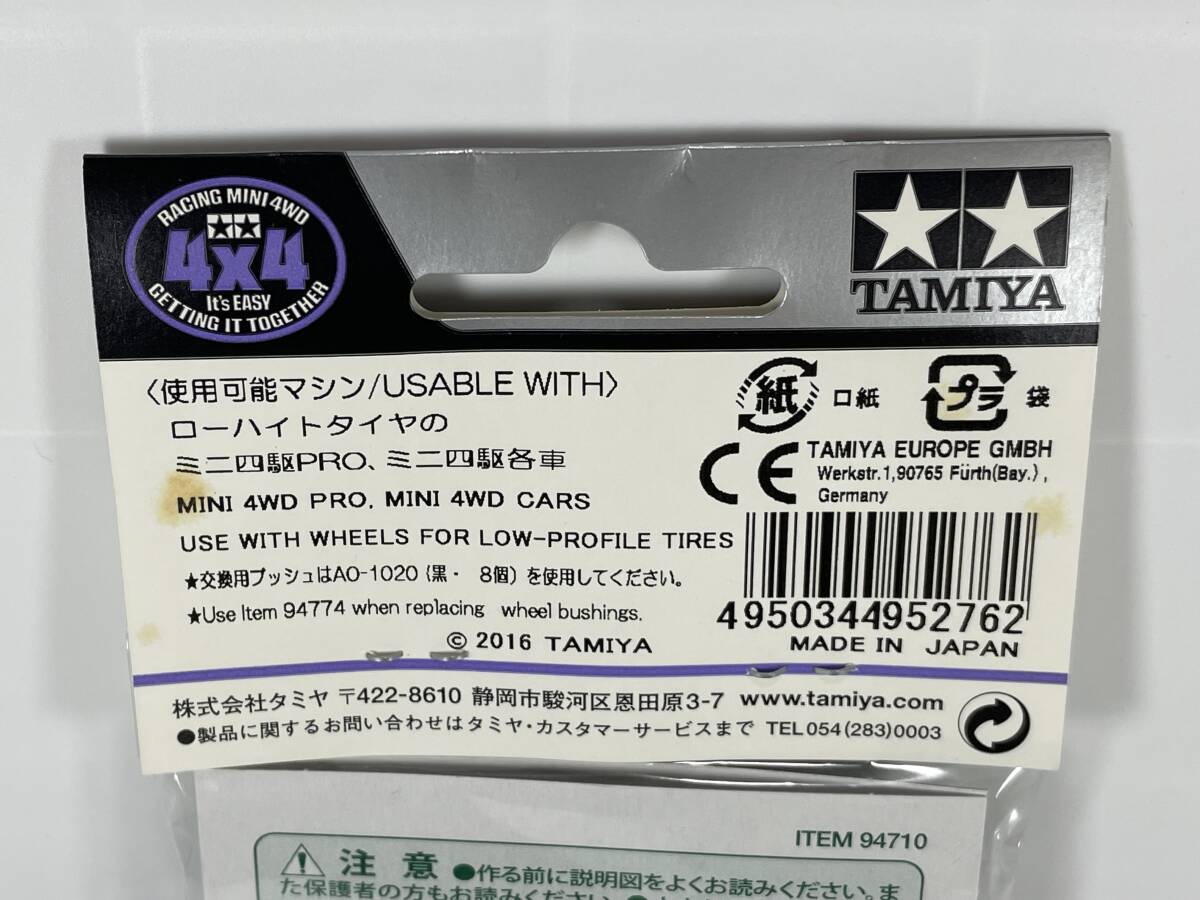 RACING MINI 4WD
4x4
It's EASY
GETTING IT TOGETHER
TAMIYA
〈使用可能マシン/USABLE WITH〉
ローハイトタイヤの
ミニ四駆PRO、ミニ四駆各車
MINI 4WD PRO, MINI 4WD CARS
USE WITH WHEELS FOR LOW-PROFILE TIRES
★交換用ブッシュはAO-1020 (黒・ 8個) を使用してください。
★Use Item 94774 when replacing wheel bushings.
© 2016 TAMIYA
紙 口紙
プラ 袋
CE
TAMIYA EUROPE GMBH
Werkstr.1,90765 Fürth(Bay.),
Germany
4950344952762
MADE IN JAPAN
株式会社タミヤ 〒422-8610 静岡市駿河区恩田原3-7 www.tamiya.com
●製品に関するお問い合わせはタミヤ・カスタマーサービスまで TEL 054(283)0003
ITEM 94710
注意 ●作る前に説明図をよくお読みください。ま
た保護者の方もお読みください。